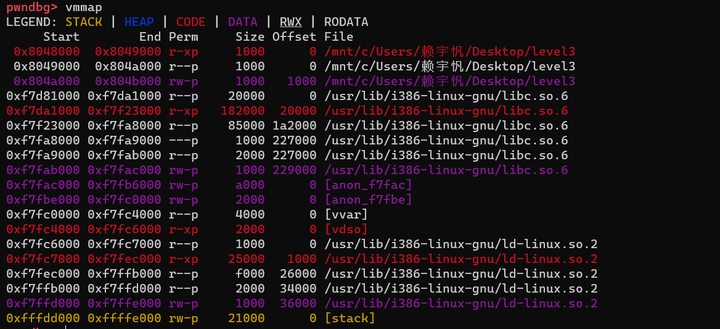 pwndbg> vmmap
LEGEND: STACK | HEAP | CODE | DATA | RWX | RODATA
Start End Perm Size Offset File
0x8048000 0x8049000 r-xp 1000 0 /mnt/c/Users/赖宇帆/Desktop/level3
0x8049000 0x804a000 r--p 1000 0 /mnt/c/Users/赖宇帆/Desktop/level3
0x804a000 0x804b000 rw-p 1000 1000 /mnt/c/Users/赖宇帆/Desktop/level3
0xf7d81000 0xf7da1000 r--p 20000 0 /usr/lib/i386-linux-gnu/libc.so.6
0xf7da1000 0xf7f23000 r-xp 182000 20000 /usr/lib/i386-linux-gnu/libc.so.6
0xf7f23000 0xf7fa8000 r--p 85000 1a2000 /usr/lib/i386-linux-gnu/libc.so.6
0xf7fa8000 0xf7fa9000 ---p 1000 227000 /usr/lib/i386-linux-gnu/libc.so.6
0xf7fa9000 0xf7fab000 r--p 2000 227000 /usr/lib/i386-linux-gnu/libc.so.6
0xf7fab000 0xf7fac000 rw-p 1000 229000 /usr/lib/i386-linux-gnu/libc.so.6
0xf7fac000 0xf7fb6000 rw-p a000 0 [anon_f7fac]
0xf7fbe000 0xf7fc0000 rw-p 2000 0 [anon_f7fbe]
0xf7fc0000 0xf7fc4000 r--p 4000 0 [vvar]
0xf7fc4000 0xf7fc6000 r-xp 2000 0 [vdso]
0xf7fc6000 0xf7fc7000 r--p 1000 0 /usr/lib/i386-linux-gnu/ld-linux.so.2
0xf7fc7000 0xf7fec000 r-xp 25000 1000 /usr/lib/i386-linux-gnu/ld-linux.so.2
0xf7fec000 0xf7ffb000 r--p f000 26000 /usr/lib/i386-linux-gnu/ld-linux.so.2
0xf7ffb000 0xf7ffd000 r--p 2000 34000 /usr/lib/i386-linux-gnu/ld-linux.so.2
0xf7ffd000 0xf7ffe000 rw-p 1000 36000 /usr/lib/i386-linux-gnu/ld-linux.so.2
0xfffdd000 0xffffe000 rw-p 21000 0 [stack]